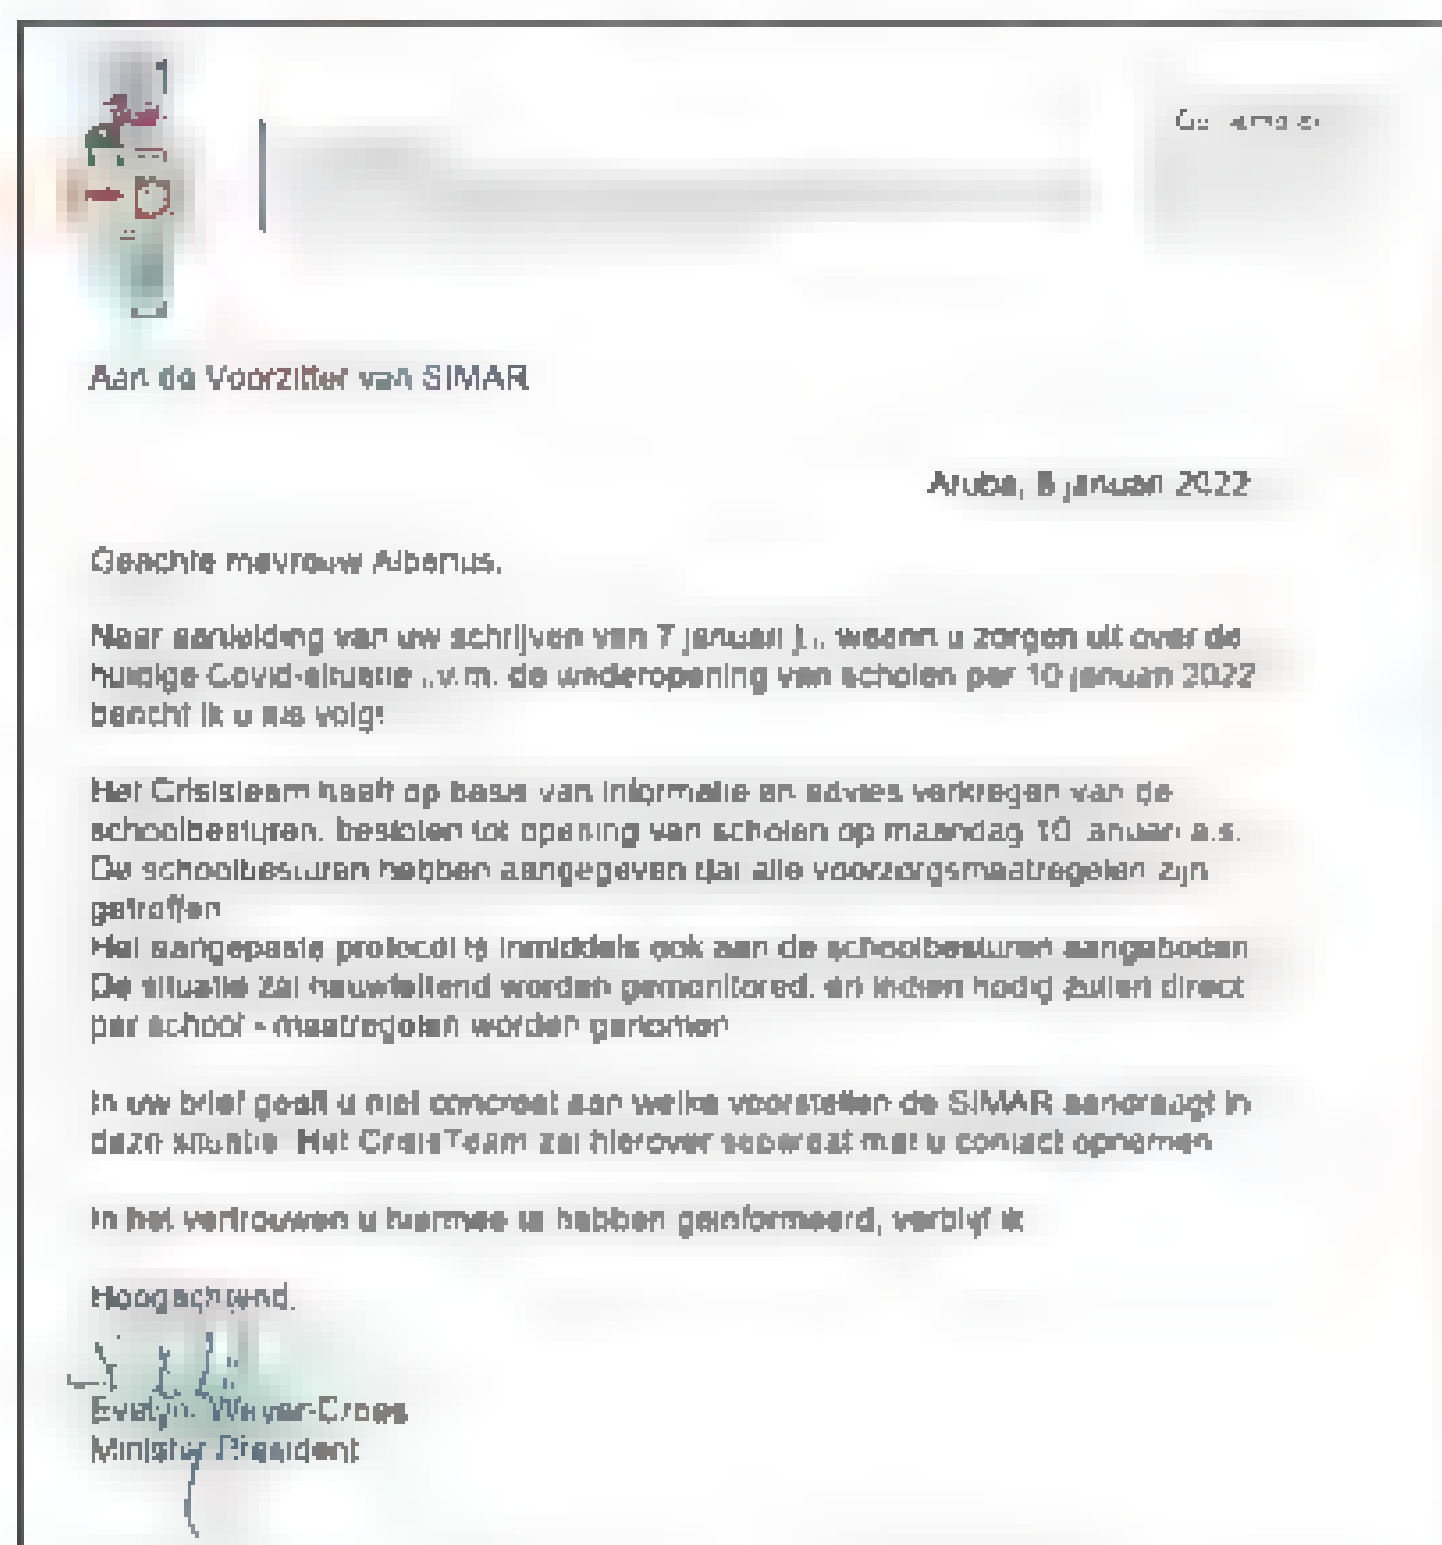 Aan de Voorzitter van SIMAR
Aruba, januari 2022
Geachte mevrouw Albertus,
Naar aanleiding van uw schrijven van 7 januari j.l. waarin u zorgen uit over de
huidige Covid-situatie i.v.m. de wederopening van scholen per 10 januari 2022
bericht ik u als volgt
Het Crisisteam heeft op basis van informatie en advies verkregen van de
schoolbesturen, besloten tot opening van scholen op maandag 10 januari a.s.
De schoolbesturen hebben aangegeven dat alle voorzorgsmaatregelen zijn
getroffen
Het aangepaste protocol is inmiddels ook aan de schoolbesturen aangeboden
De situatie zal nauwlettend worden gemonitored, en indien nodig zullen direct
per school - maatregelen worden genomen
In uw brief geeft u niet concreet aan welke voorstellen de SIMAR aandraagt in
deze situatie. Het CrisisTeam zal hierover separaat met u contact opnemen
In het vertrouwen u hiermee te hebben geïnformeerd, verblijf ik
Hoogachtend,
Evelyn Wever-Croes
Minister President